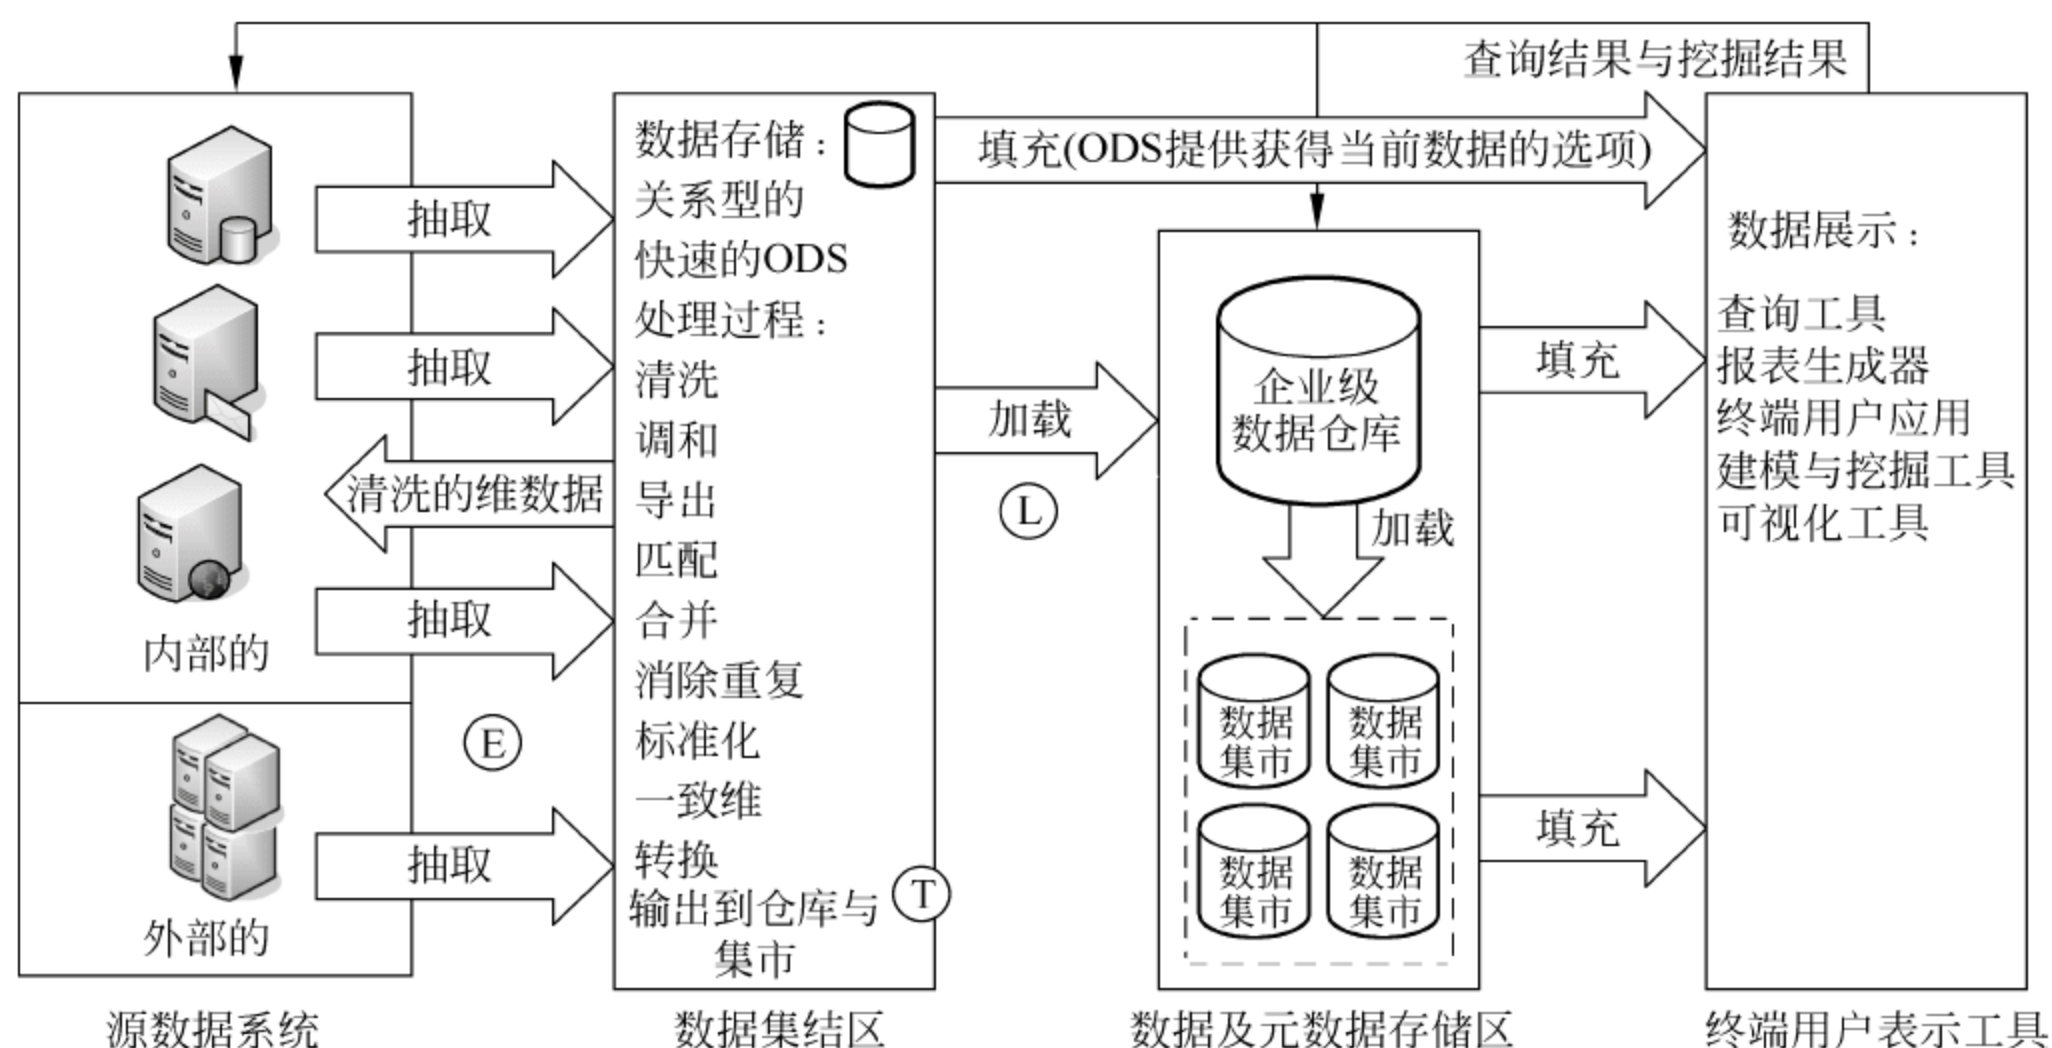 查询结果与挖掘结果
抽取
抽取
清洗的维数据
抽取
内部的
E
抽取
外部的
源数据系统
数据存储：
关系型的
快速的ODS
处理过程：
清洗
调和
导出
匹配
合并
消除重复
标准化
一致维
转换
输出到仓库与
集市
T
数据集结区
填充(ODS提供获得当前数据的选项)
加载
L
企业级
数据仓库
加载
数据
集市
数据
集市
数据
集市
数据
集市
数据及元数据存储区
填充
填充
数据展示：
查询工具
报表生成器
终端用户应用
建模与挖掘工具
可视化工具
终端用户表示工具